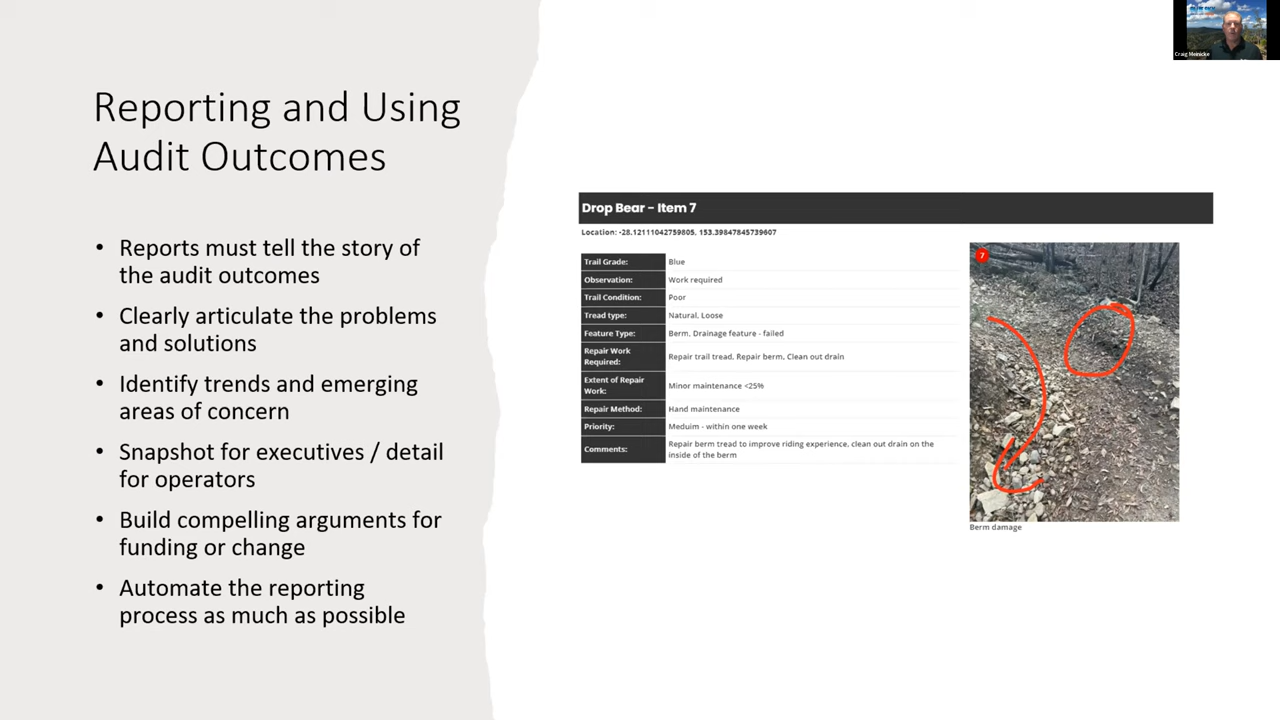 Reporting and Using
Audit Outcomes
• Reports must tell the story of
the audit outcomes
• Clearly articulate the problems
and solutions
• Identify trends and emerging
areas of concern
• Snapshot for executives / detail
for operators
• Build compelling arguments for
funding or change
• Automate the reporting
process as much as possible
Drop Bear - Item 7
Location: -28.12111042759805, 153.39847845739607
Trail Grade: Blue
Observation: Work required
Trail Condition: Poor
Tread type: Natural, Loose
Feature Type: Berm, Drainage feature - failed
Repair Work
Required: Repair trail tread, Repair berm, Clean out drain
Extent of Repair
Work: Minor maintenance <25%
Repair Method: Hand maintenance
Priority: Meduim - within one week
Comments: Repair berm tread to improve riding experience, clean out drain on the
inside of the berm
7
Berm damage
Craig Meinicke